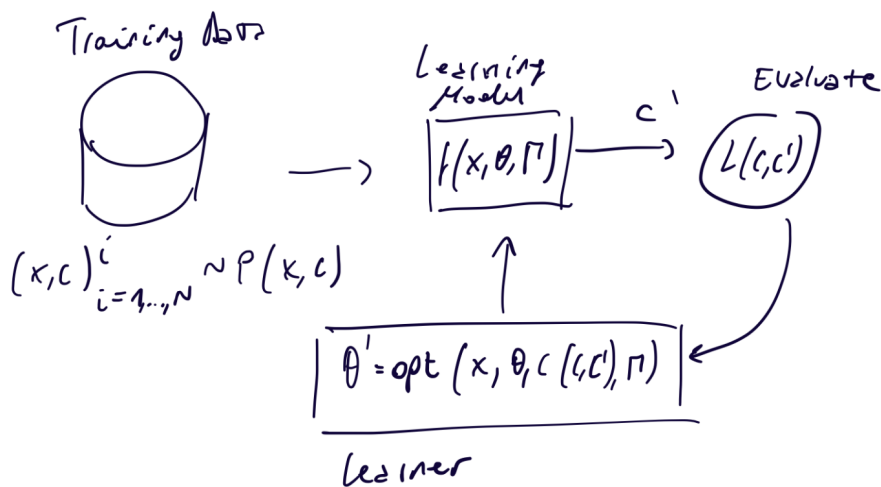 Training Data
Learning
Model
Evaluate
f(x,θ,Π)
c'
L(c,c')
(x,c)^i_{i=1,...,N} ~ P(x,c)
θ'=opt(x,θ,C(c,c'),Π)
Learner